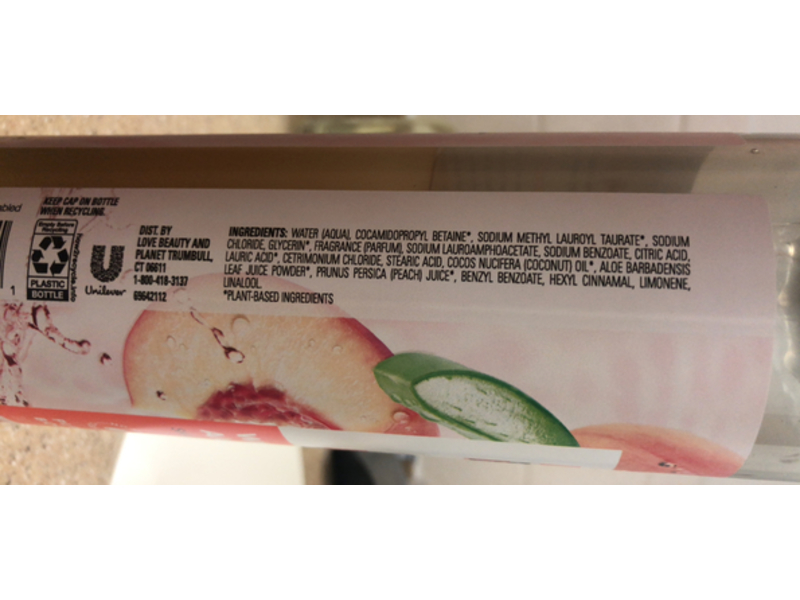 KEEP CAP ON BOTTLE
WHEN RECYCLING.
PLASTIC
BOTTLE
how2recycle.info
1
Unilever
DIST. BY
LOVE BEAUTY AND
PLANET TRUMBULL,
CT 06611
1-800-418-3137
69642112
INGREDIENTS: WATER (AQUA), COCAMIDOPROPYL BETAINE*, SODIUM METHYL LAUROYL TAURATE*, SODIUM
CHLORIDE, GLYCERIN*, FRAGRANCE (PARFUM), SODIUM LAUROAMPHOACETATE, SODIUM BENZOATE, CITRIC ACID,
LAURIC ACID*, CETRIMONIUM CHLORIDE, STEARIC ACID, COCOS NUCIFERA (COCONUT) OIL*, ALOE BARBADENSIS
LEAF JUICE POWDER*, PRUNUS PERSICA (PEACH) JUICE*, BENZYL BENZOATE, HEXYL CINNAMAL, LIMONENE,
LINALOOL.
*PLANT-BASED INGREDIENTS